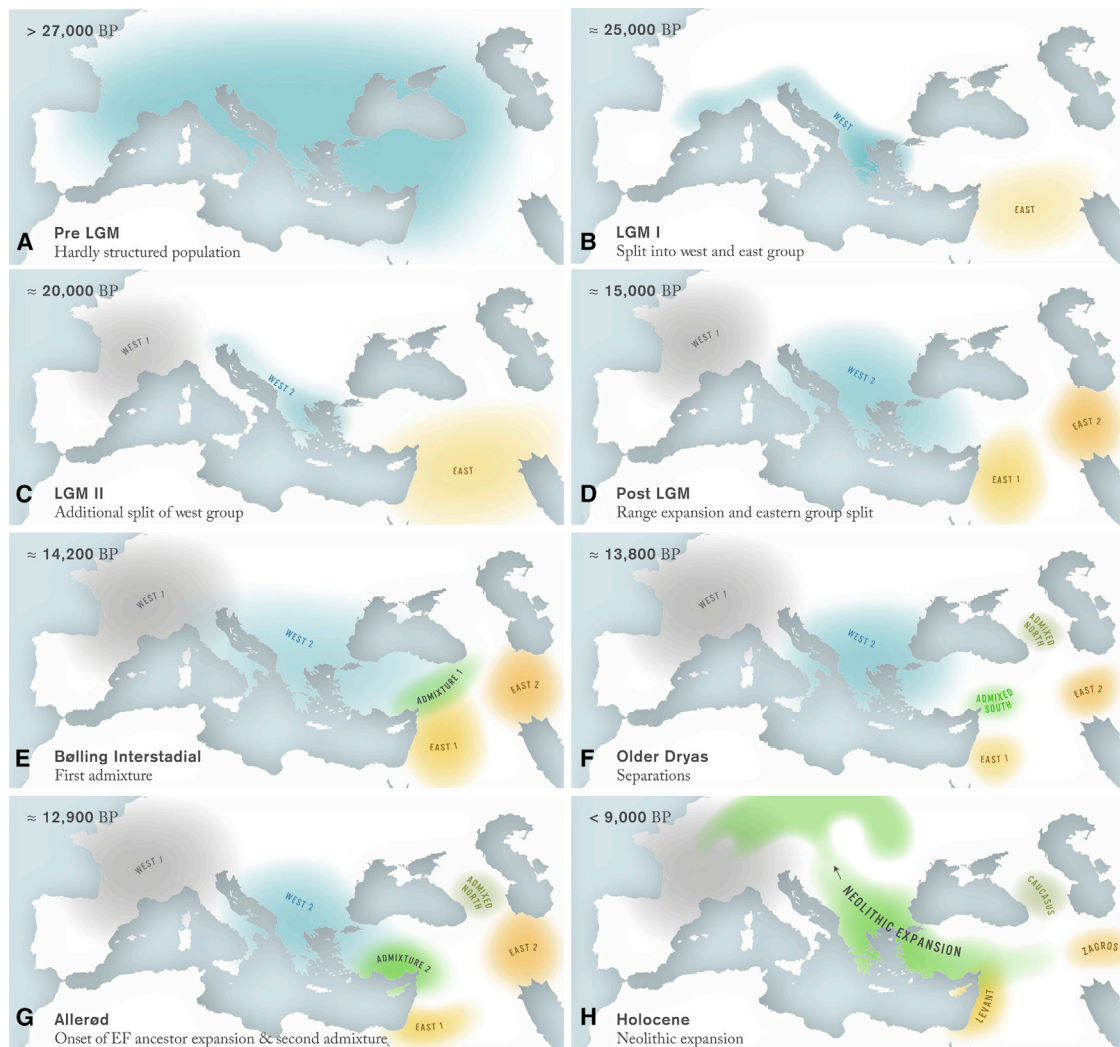 > 27,000 BP
A Pre LGM
Hardly structured population
≈ 25,000 BP
WEST
EAST
B LGM I
Split into west and east group
≈ 20,000 BP
WEST 1
WEST 2
EAST
C LGM II
Additional split of west group
≈ 15,000 BP
WEST 1
WEST 2
EAST 2
EAST 1
D Post LGM
Range expansion and eastern group split
≈ 14,200 BP
WEST 1
WEST 2
ADMIXTURE 1
EAST 2
EAST 1
E Bølling Interstadial
First admixture
≈ 13,800 BP
WEST 1
WEST 2
ADMIXED
NORTH
ADMIXED
SOUTH
EAST 2
EAST 1
F Older Dryas
Separations
≈ 12,900 BP
WEST 1
WEST 2
ADMIXED
NORTH
ADMIXTURE 2
EAST 2
EAST 1
G Allerød
Onset of EF ancestor expansion & second admixture
< 9,000 BP
WEST 1
NEOLITHIC EXPANSION
CAUCASUS
ZAGROS
LEVANT
H Holocene
Neolithic expansion